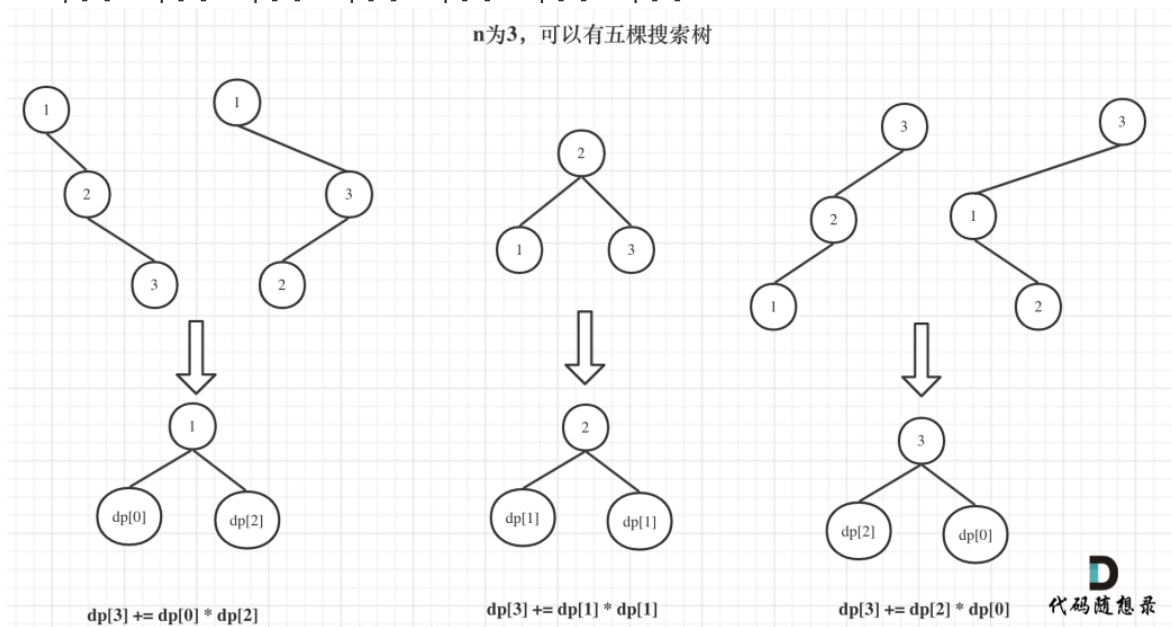 n为3，可以有五棵搜索树
1
2
3
1
3
2
2
1
3
3
2
1
3
1
2
1
dp[0]
dp[2]
dp[3] += dp[0] * dp[2]
2
dp[1]
dp[1]
dp[3] += dp[1] * dp[1]
3
dp[2]
dp[0]
dp[3] += dp[2] * dp[0]
代码随想录